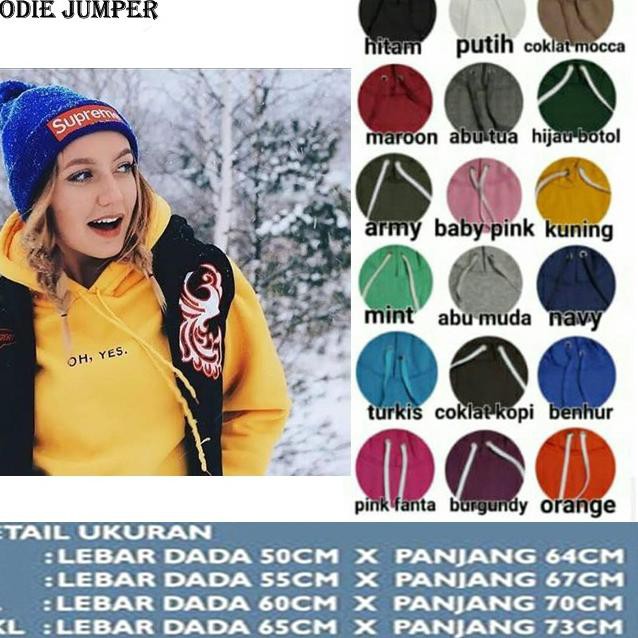 ODIE JUMPER
hitam putih coklat mocca
maroon abu tua hijau botol
Supreme
army baby pink kuning
mint abu muda navy
OH, YES.
turkis coklat kopi benhur
pink fanta burgundy orange
ETAIL UKURAN
: LEBAR DADA 50CM X PANJANG 64CM
: LEBAR DADA 55CM X PANJANG 67CM
: LEBAR DADA 60CM X PANJANG 70CM
XL : LEBAR DADA 65CM X PANJANG 73CM